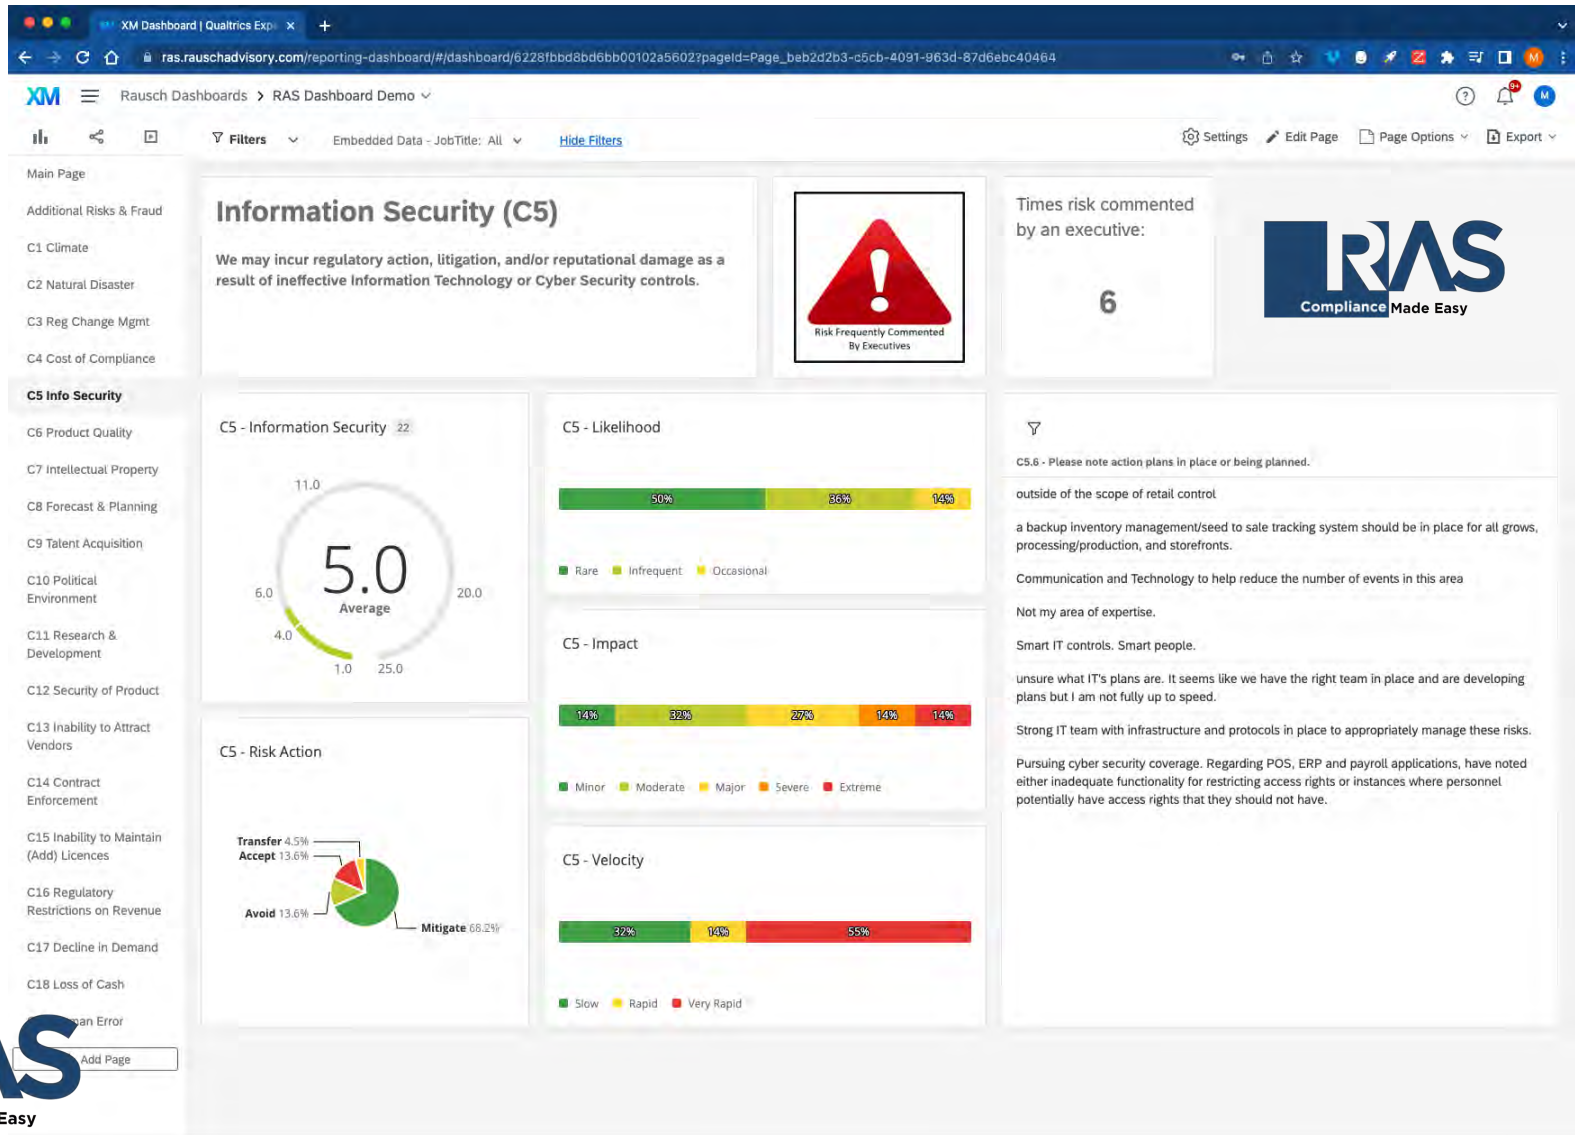 XM Dashboard | Qualtrics Exp
ras.rauschadvisory.com/reporting-dashboard/#/dashboard/6228fbbd8bd6bb00102a5602?pageId=Page_beb2d2b3-c5cb-4091-963d-87d6ebc40464
XM Rausch Dashboards > RAS Dashboard Demo
? 9+ M
Filters Embedded Data - JobTitle: All Hide Filters Settings Edit Page Page Options Export
Main Page
Additional Risks & Fraud
C1 Climate
C2 Natural Disaster
C3 Reg Change Mgmt
C4 Cost of Compliance
C5 Info Security
C6 Product Quality
C7 Intellectual Property
C8 Forecast & Planning
C9 Talent Acquisition
C10 Political
Environment
C11 Research &
Development
C12 Security of Product
C13 Inability to Attract
Vendors
C14 Contract
Enforcement
C15 Inability to Maintain
(Add) Licences
C16 Regulatory
Restrictions on Revenue
C17 Decline in Demand
C18 Loss of Cash
an Error
Add Page
AS
Easy
Information Security (C5)
We may incur regulatory action, litigation, and/or reputational damage as a
result of ineffective Information Technology or Cyber Security controls.
!
Risk Frequently Commented
By Executives
Times risk commented
by an executive:
6
RAS
Compliance Made Easy
C5 - Information Security 22
11.0
5.0
Average
6.0
20.0
4.0
1.0 25.0
C5 - Risk Action
Transfer 4.5%
Accept 13.6%
Avoid 13.6%
Mitigate 68.2%
C5 - Likelihood
50% 36% 14%
Rare Infrequent Occasional
C5 - Impact
14% 32% 27% 14% 14%
Minor Moderate Major Severe Extreme
C5 - Velocity
32% 14% 55%
Slow Rapid Very Rapid
C5.6 - Please note action plans in place or being planned.
outside of the scope of retail control
a backup inventory management/seed to sale tracking system should be in place for all grows,
processing/production, and storefronts.
Communication and Technology to help reduce the number of events in this area
Not my area of expertise.
Smart IT controls. Smart people.
unsure what IT's plans are. It seems like we have the right team in place and are developing
plans but I am not fully up to speed.
Strong IT team with infrastructure and protocols in place to appropriately manage these risks.
Pursuing cyber security coverage. Regarding POS, ERP and payroll applications, have noted
either inadequate functionality for restricting access rights or instances where personnel
potentially have access rights that they should not have.